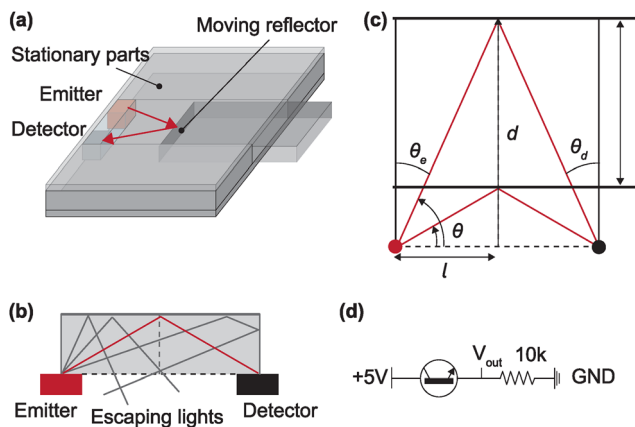 (a)
Moving reflector
Stationary parts
Emitter
Detector
(b)
Emitter
Escaping lights
Detector
(c)
d
θe
θd
θ
l
(d)
+5V
Vout
10k
GND